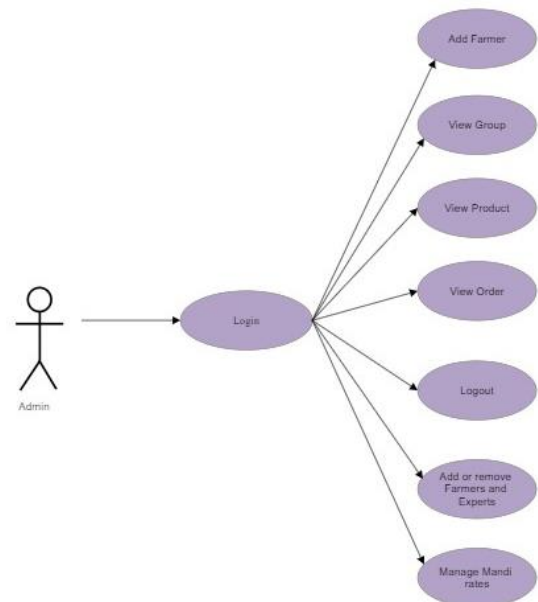 Add Farmer
View Group
View Product
View Order
Login
Admin
Logout
Add or remove
Farmers and
Experts
Manage Mandi
rates